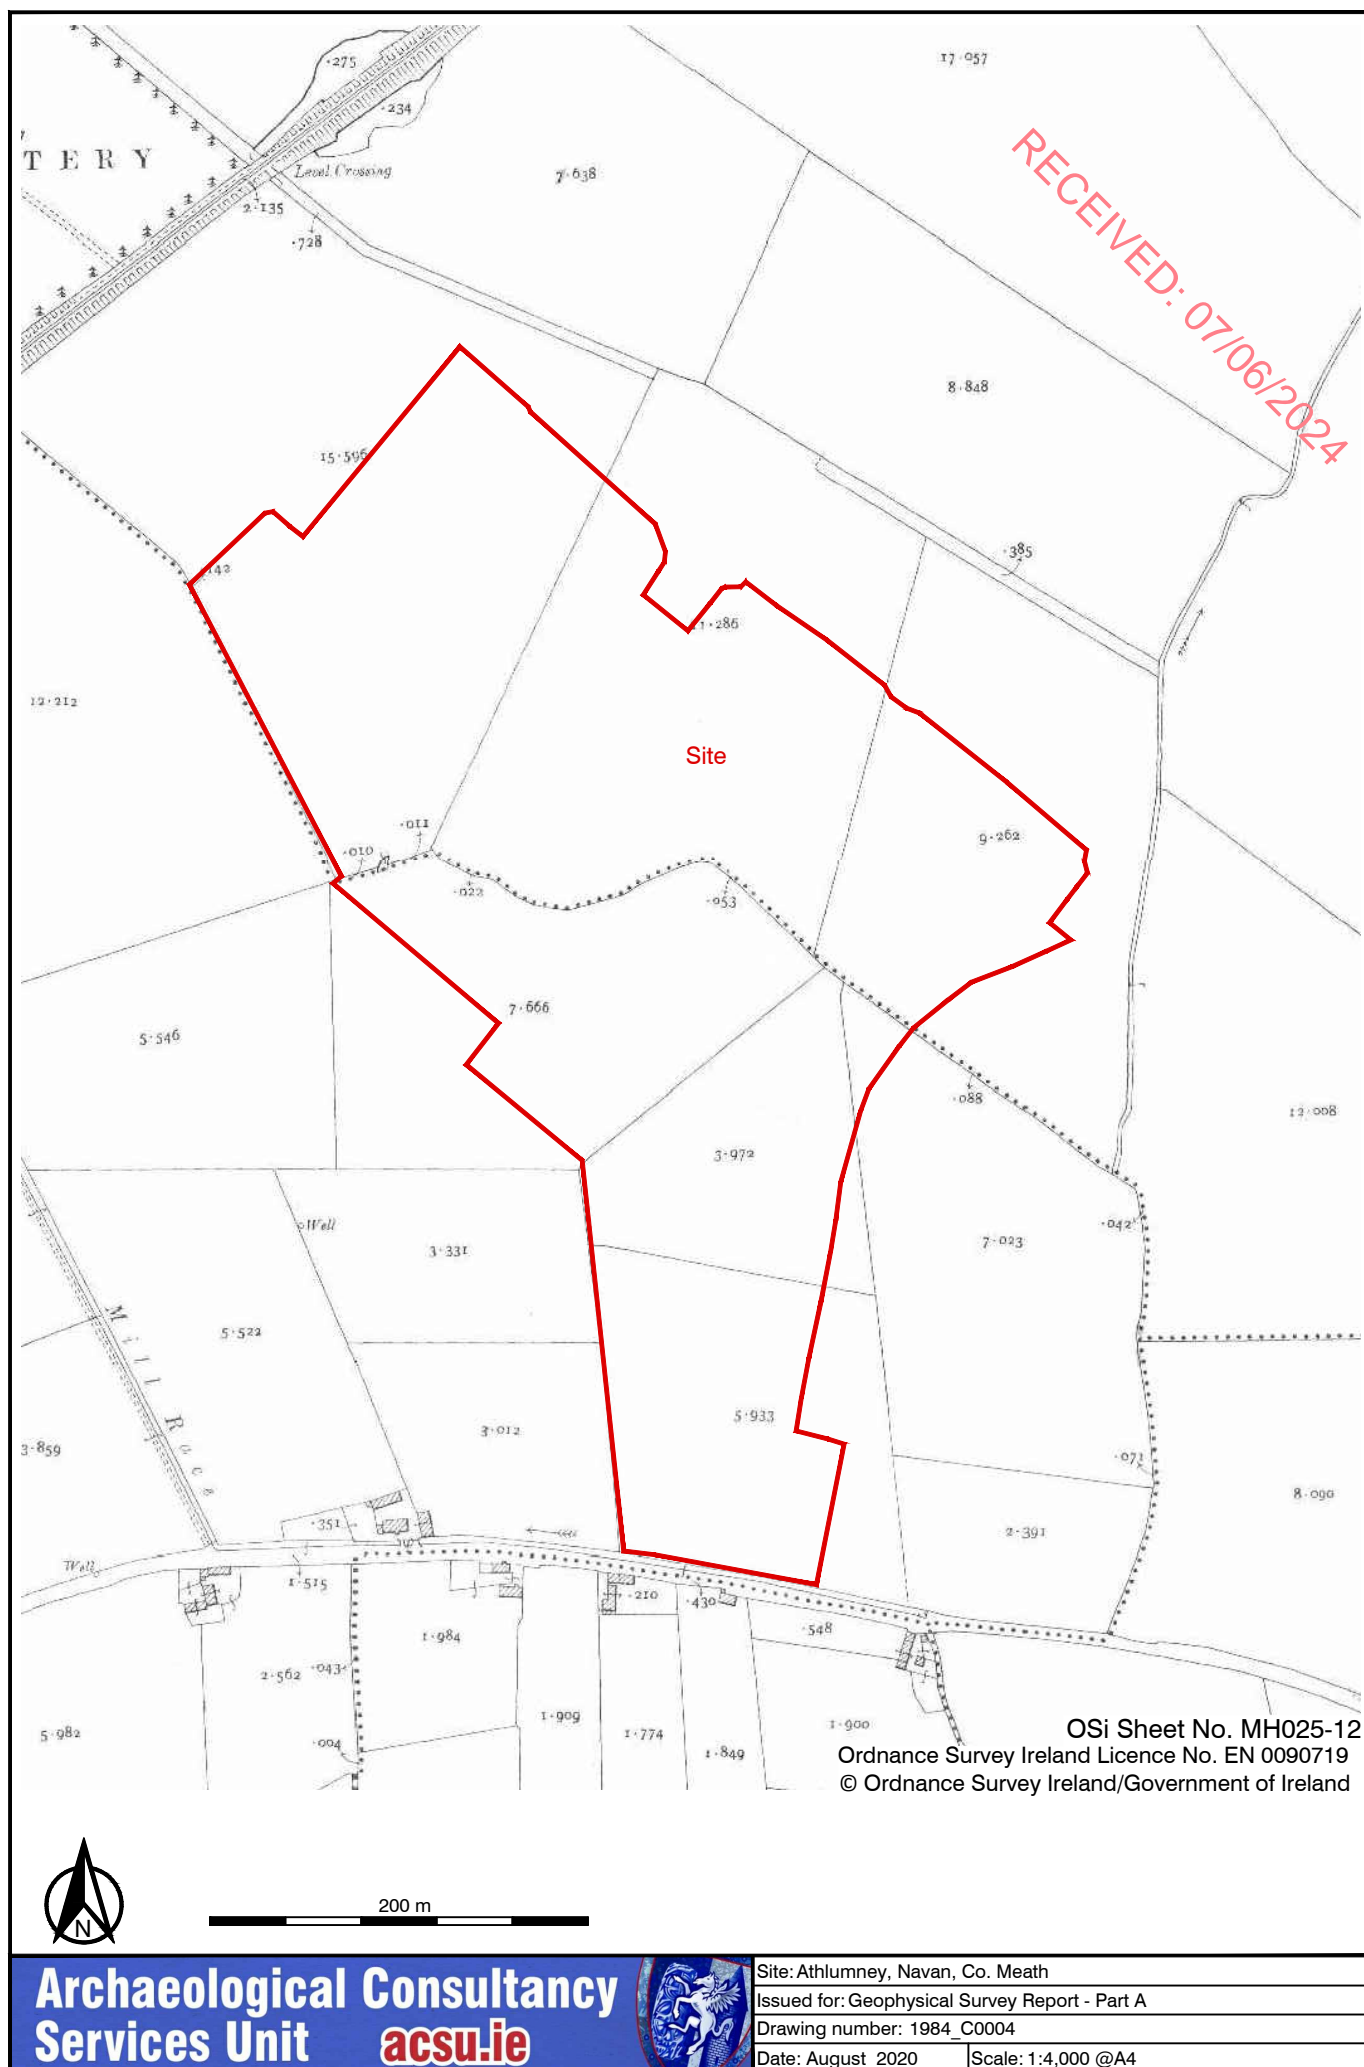 ·275
17·057
·234
TERY
Level Crossing
7·638
2·135
·728
RECEIVED: 07/06/2024
8·848
15·596
·385
·142
11·286
12·212
Site
·011
9·262
·010
·022
·053
7·666
5·546
·088
12·008
3·972
Well
·042
3·331
7·023
Mill Race
5·522
5·933
3·012
3·859
·071
8·090
·351
2·391
Well
1·515
·210
·430
·548
1·984
2·562
·043
1·909
5·982
1·774
1·900
·004
1·849
OSi Sheet No. MH025-12
Ordnance Survey Ireland Licence No. EN 0090719
© Ordnance Survey Ireland/Government of Ireland
N
200 m
Archaeological Consultancy
Services Unit acsu.ie
Site: Athlumney, Navan, Co. Meath
Issued for: Geophysical Survey Report - Part A
Drawing number: 1984_C0004
Date: August 2020
Scale: 1:4,000 @A4